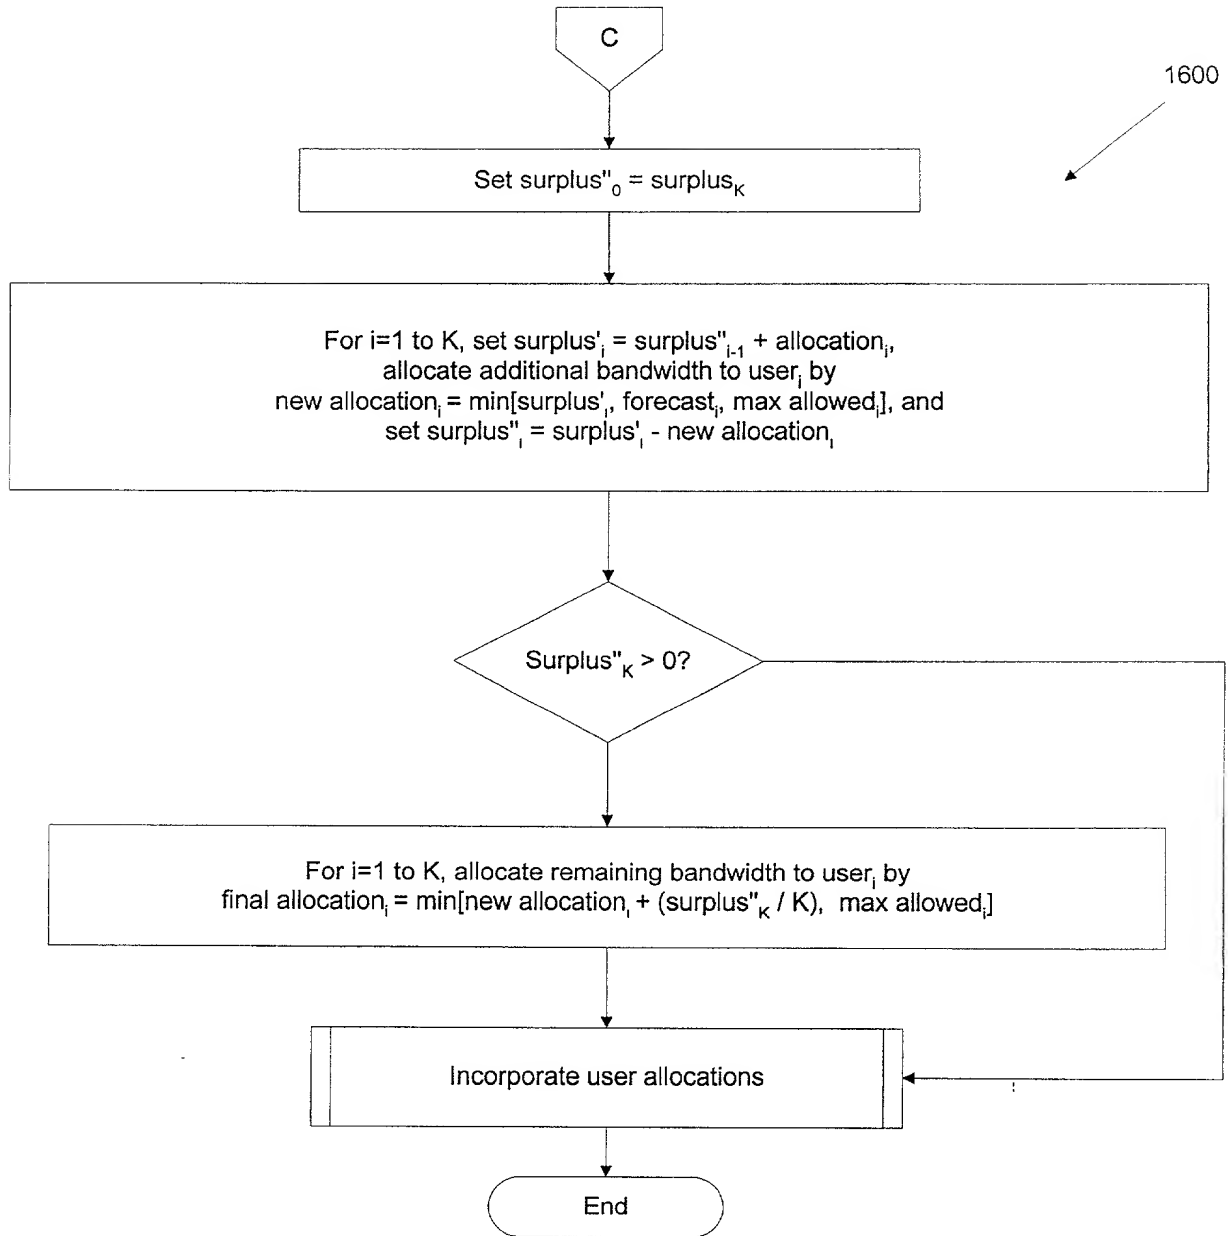 C
1600
Set surplus"₀ = surplusK
For i=1 to K, set surplus'ᵢ = surplus"ᵢ₋₁ + allocationᵢ,
allocate additional bandwidth to userᵢ by
new allocationᵢ = min[surplus'ᵢ, forecastᵢ, max allowedᵢ], and
set surplus"ᵢ = surplus'ᵢ - new allocationᵢ
Surplus"K > 0?
For i=1 to K, allocate remaining bandwidth to userᵢ by
final allocationᵢ = min[new allocationᵢ + (surplus"K / K), max allowedᵢ]
Incorporate user allocations
End